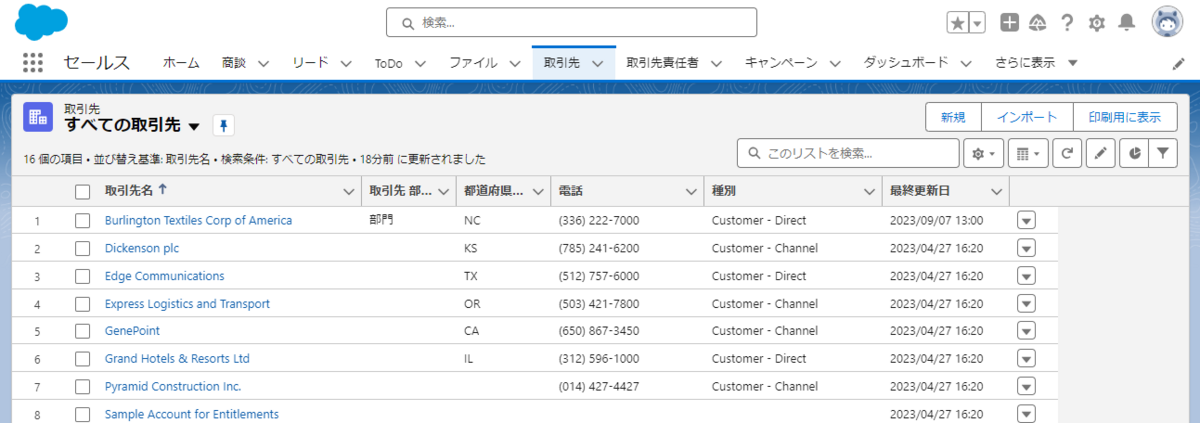 検索...
セールス ホーム 商談 リード ToDo ファイル 取引先 取引先責任者 キャンペーン ダッシュボード さらに表示
取引先
すべての取引先
新規 インポート 印刷用に表示
16 個の項目 • 並び替え基準: 取引先名 • 検索条件: すべての取引先 • 18分前 に更新されました
このリストを検索...
取引先名 取引先 部... 都道府県... 電話 種別 最終更新日
1 Burlington Textiles Corp of America 部門 NC (336) 222-7000 Customer - Direct 2023/09/07 13:00
2 Dickenson plc KS (785) 241-6200 Customer - Channel 2023/04/27 16:20
3 Edge Communications TX (512) 757-6000 Customer - Direct 2023/04/27 16:20
4 Express Logistics and Transport OR (503) 421-7800 Customer - Channel 2023/04/27 16:20
5 GenePoint CA (650) 867-3450 Customer - Channel 2023/04/27 16:20
6 Grand Hotels & Resorts Ltd IL (312) 596-1000 Customer - Direct 2023/04/27 16:20
7 Pyramid Construction Inc. (014) 427-4427 Customer - Channel 2023/04/27 16:20
8 Sample Account for Entitlements 2023/04/27 16:20